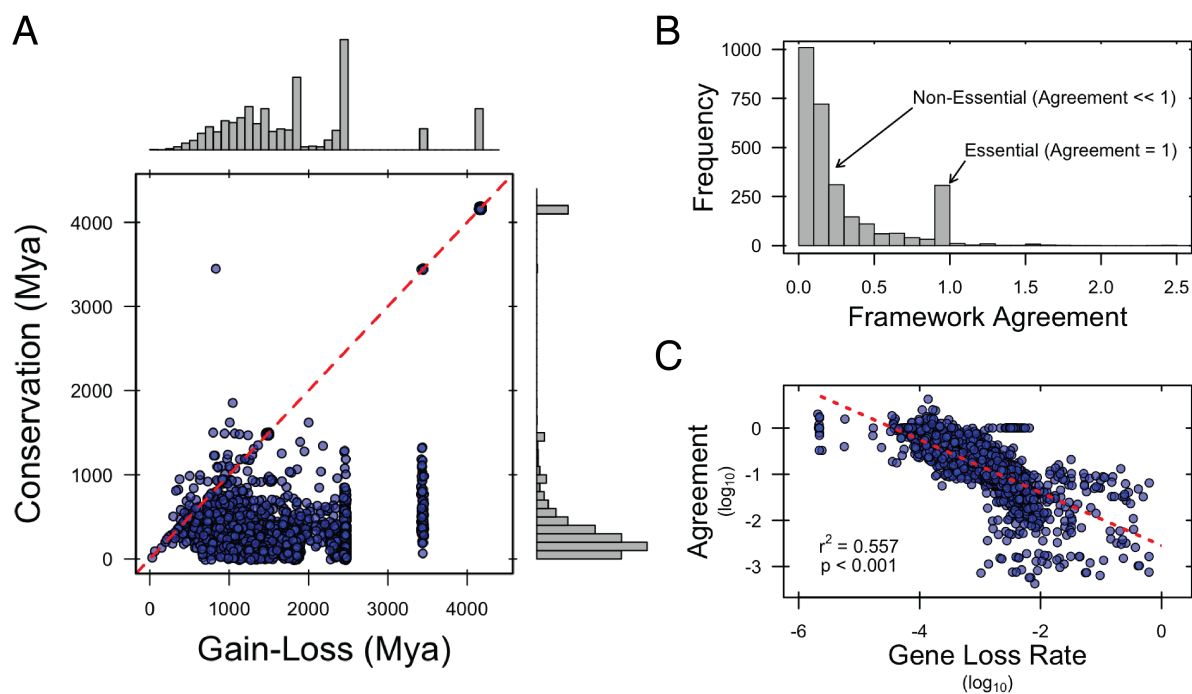 A
4000
3000
2000
1000
0
Conservation (Mya)
0 1000 2000 3000 4000
Gain-Loss (Mya)
B
1000
750
500
250
0
Frequency
Non-Essential (Agreement << 1)
Essential (Agreement = 1)
0.0 0.5 1.0 1.5 2.0 2.5
Framework Agreement
C
0
-1
-2
-3
Agreement
(log10)
r² = 0.557
p < 0.001
-6 -4 -2 0
Gene Loss Rate
(log10)